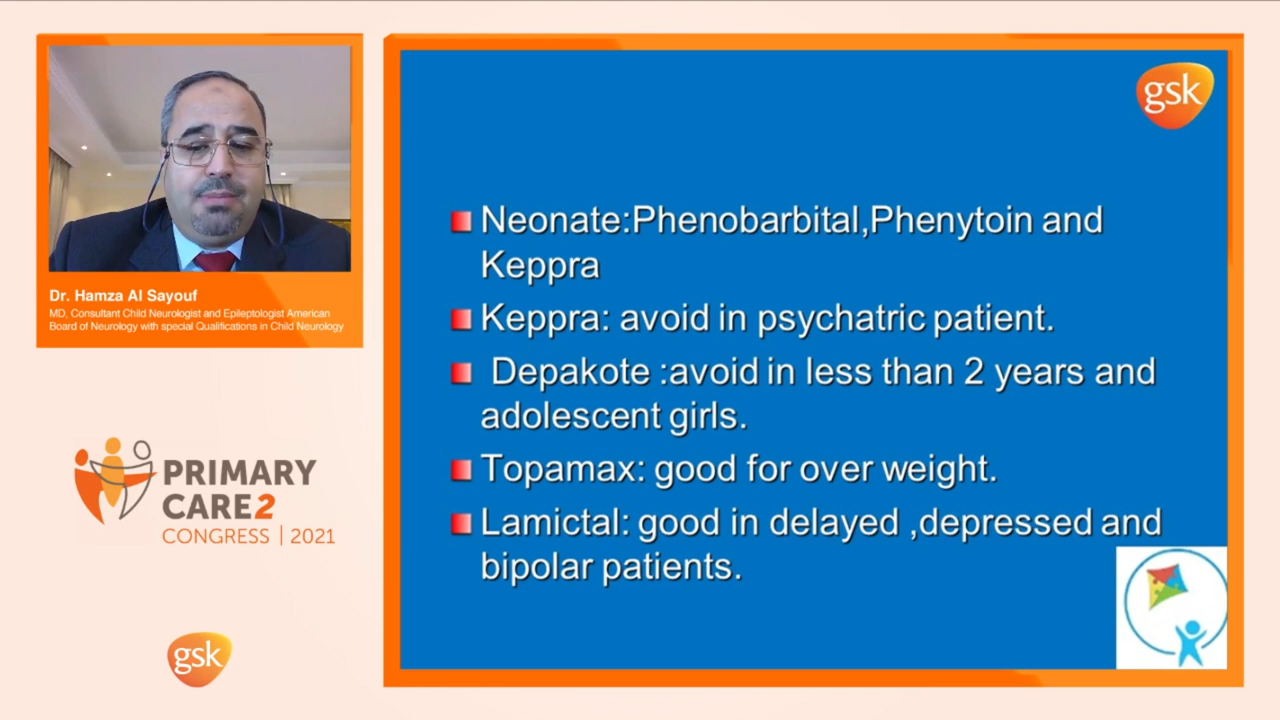 Dr. Hamza Al Sayouf
MD, Consultant Child Neurologist and Epileptologist American
Board of Neurology with special Qualifications in Child Neurology
PRIMARY
CARE2
CONGRESS | 2021
gsk
gsk
Neonate:Phenobarbital,Phenytoin and
Keppra
Keppra: avoid in psychatric patient.
Depakote :avoid in less than 2 years and
adolescent girls.
Topamax: good for over weight.
Lamictal: good in delayed ,depressed and
bipolar patients.